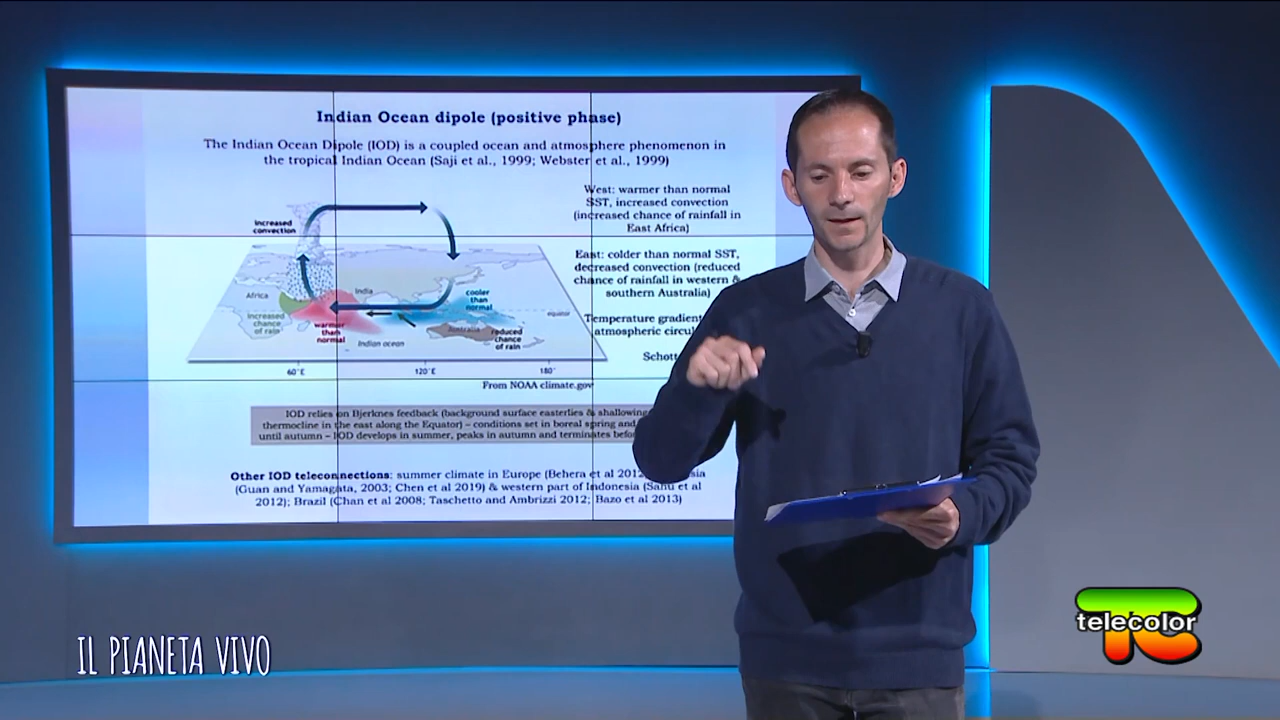 Indian Ocean dipole (positive phase)
The Indian Ocean Dipole (IOD) is a coupled ocean and atmosphere phenomenon in
the tropical Indian Ocean (Saji et al., 1999; Webster et al., 1999)
increased
convection
Africa
increased
chance
of rain
India
warmer
than
normal
Indian ocean
cooler
than
normal
Australia
reduced
chance
of rain
equator
60°E
120°E
180°
From NOAA climate.gov
West: warmer than normal
SST, increased convection
(increased chance of rainfall in
East Africa)
East: colder than normal SST,
decreased convection (reduced
chance of rainfall in western &
southern Australia)
Temperature gradient
atmospheric
Schott
IOD relies on Bjerknes feedback (background surface easterlies & shallowing
thermocline in the east along the Equator) – conditions set in boreal spring and
until autumn – IOD develops in summer, peaks in autumn and terminates
Other IOD teleconnections: summer climate in Europe (Behera et al
(Guan and Yamagata, 2003; Chen et al 2019) & western part of Indonesia (Sahu et al
2012); Brazil (Chan et al 2008; Taschetto and Ambrizzi 2012; Bazo et al 2013)
IL PIANETA VIVO
TC
telecolor